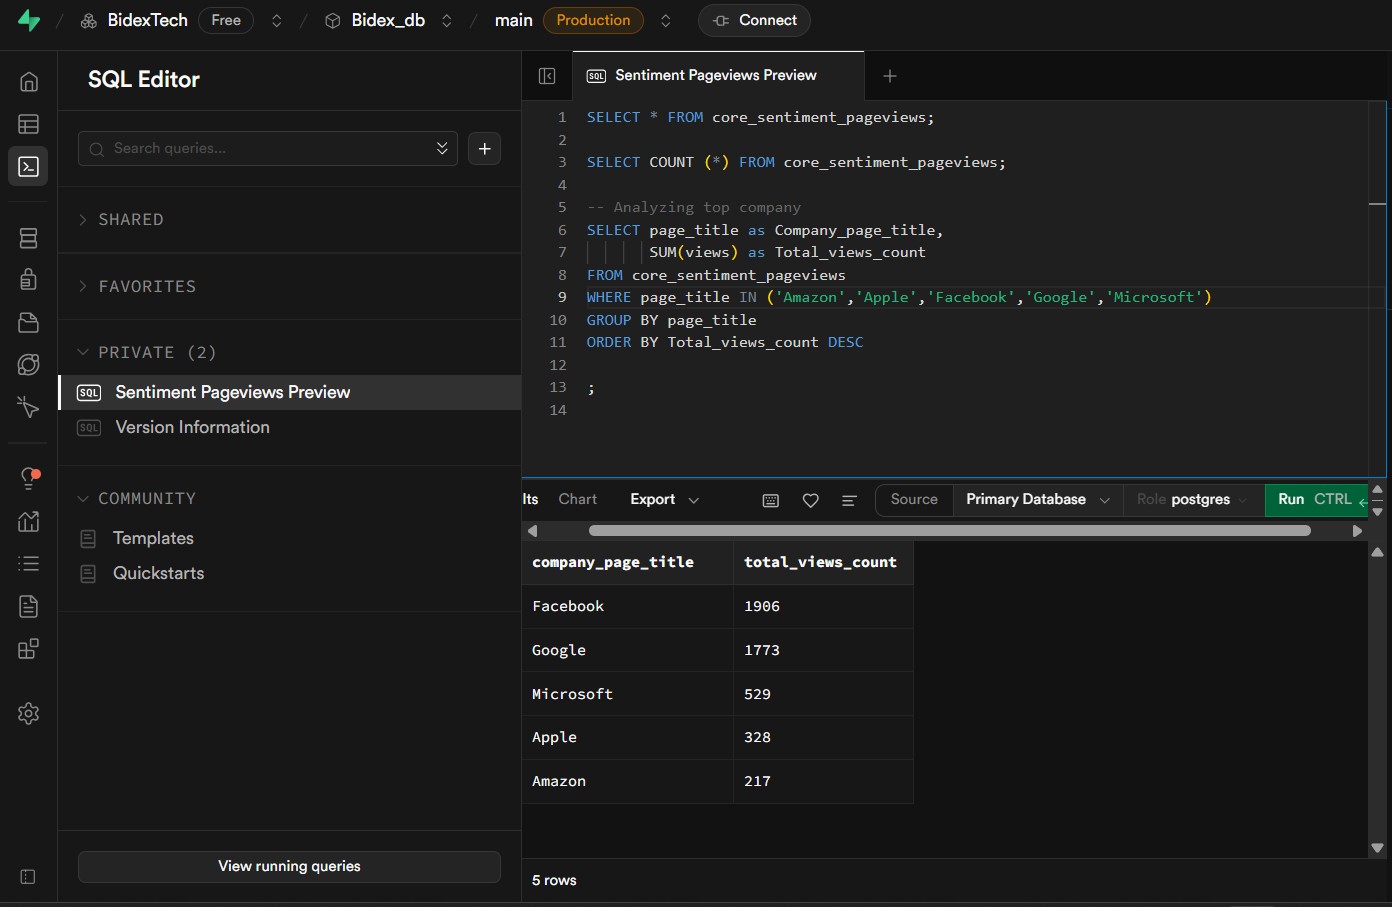 BidexTech Free
Bidex_db
main Production
Connect
SQL Editor
Search queries...
SHARED
FAVORITES
PRIVATE (2)
SQL Sentiment Pageviews Preview
SQL Version Information
COMMUNITY
Templates
Quickstarts
View running queries
SQL Sentiment Pageviews Preview
1 SELECT * FROM core_sentiment_pageviews;
2
3 SELECT COUNT (*) FROM core_sentiment_pageviews;
4
5 -- Analyzing top company
6 SELECT page_title as Company_page_title,
7 SUM(views) as Total_views_count
8 FROM core_sentiment_pageviews
9 WHERE page_title IN ('Amazon','Apple','Facebook','Google','Microsoft')
10 GROUP BY page_title
11 ORDER BY Total_views_count DESC
12
13 ;
14
lts Chart Export Source Primary Database Role postgres Run CTRL
company_page_title total_views_count
Facebook 1906
Google 1773
Microsoft 529
Apple 328
Amazon 217
5 rows